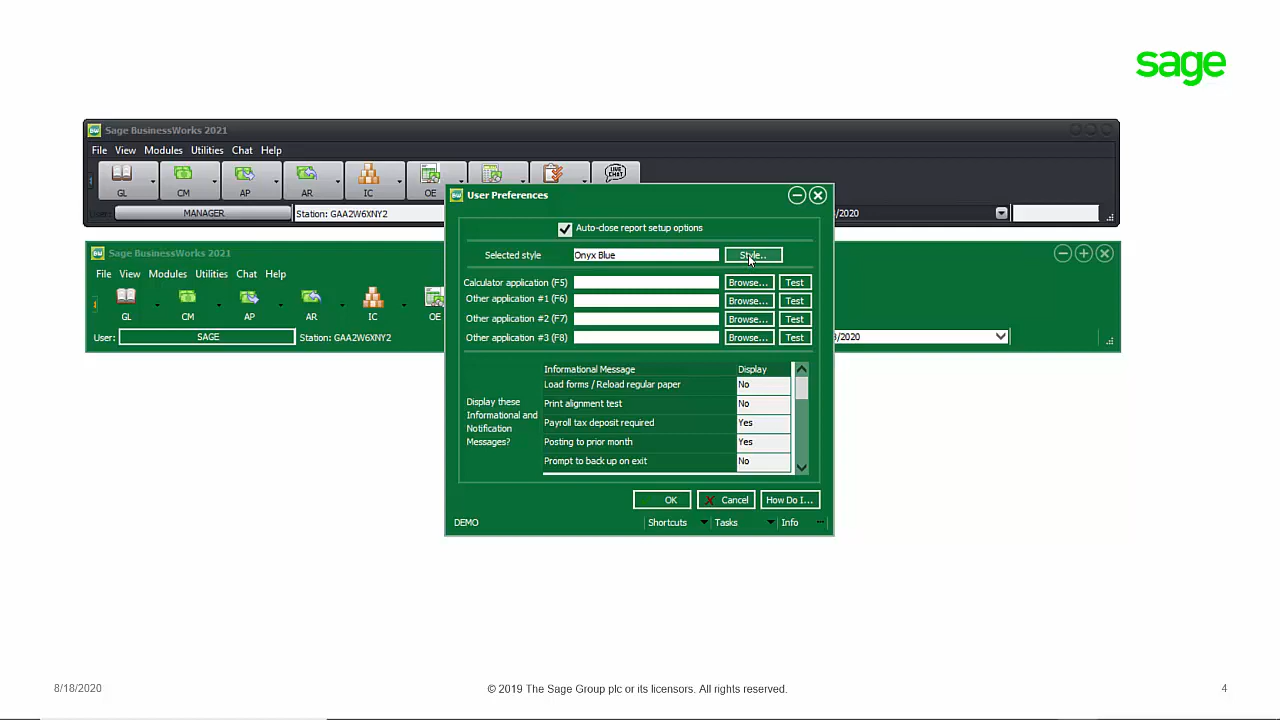 sage
Sage BusinessWorks 2021
File View Modules Utilities Chat Help
GL CM AP AR IC OE
LIVE CHAT
User: MANAGER Station: GAA2W6XNY2 /2020
User Preferences
Auto-close report setup options
Selected style Onyx Blue Style...
Calculator application (F5) Browse... Test
Other application #1 (F6) Browse... Test
Other application #2 (F7) Browse... Test
Other application #3 (F8) Browse... Test
Informational Message Display
Load forms / Reload regular paper No
Print alignment test No
Payroll tax deposit required Yes
Posting to prior month Yes
Prompt to back up on exit No
Display these
Informational and
Notification
Messages?
OK Cancel How Do I...
DEMO Shortcuts Tasks Info
Sage BusinessWorks 2021
File View Modules Utilities Chat Help
GL CM AP AR IC OE
User: SAGE Station: GAA2W6XNY2 /2020
8/18/2020
© 2019 The Sage Group plc or its licensors. All rights reserved.
4